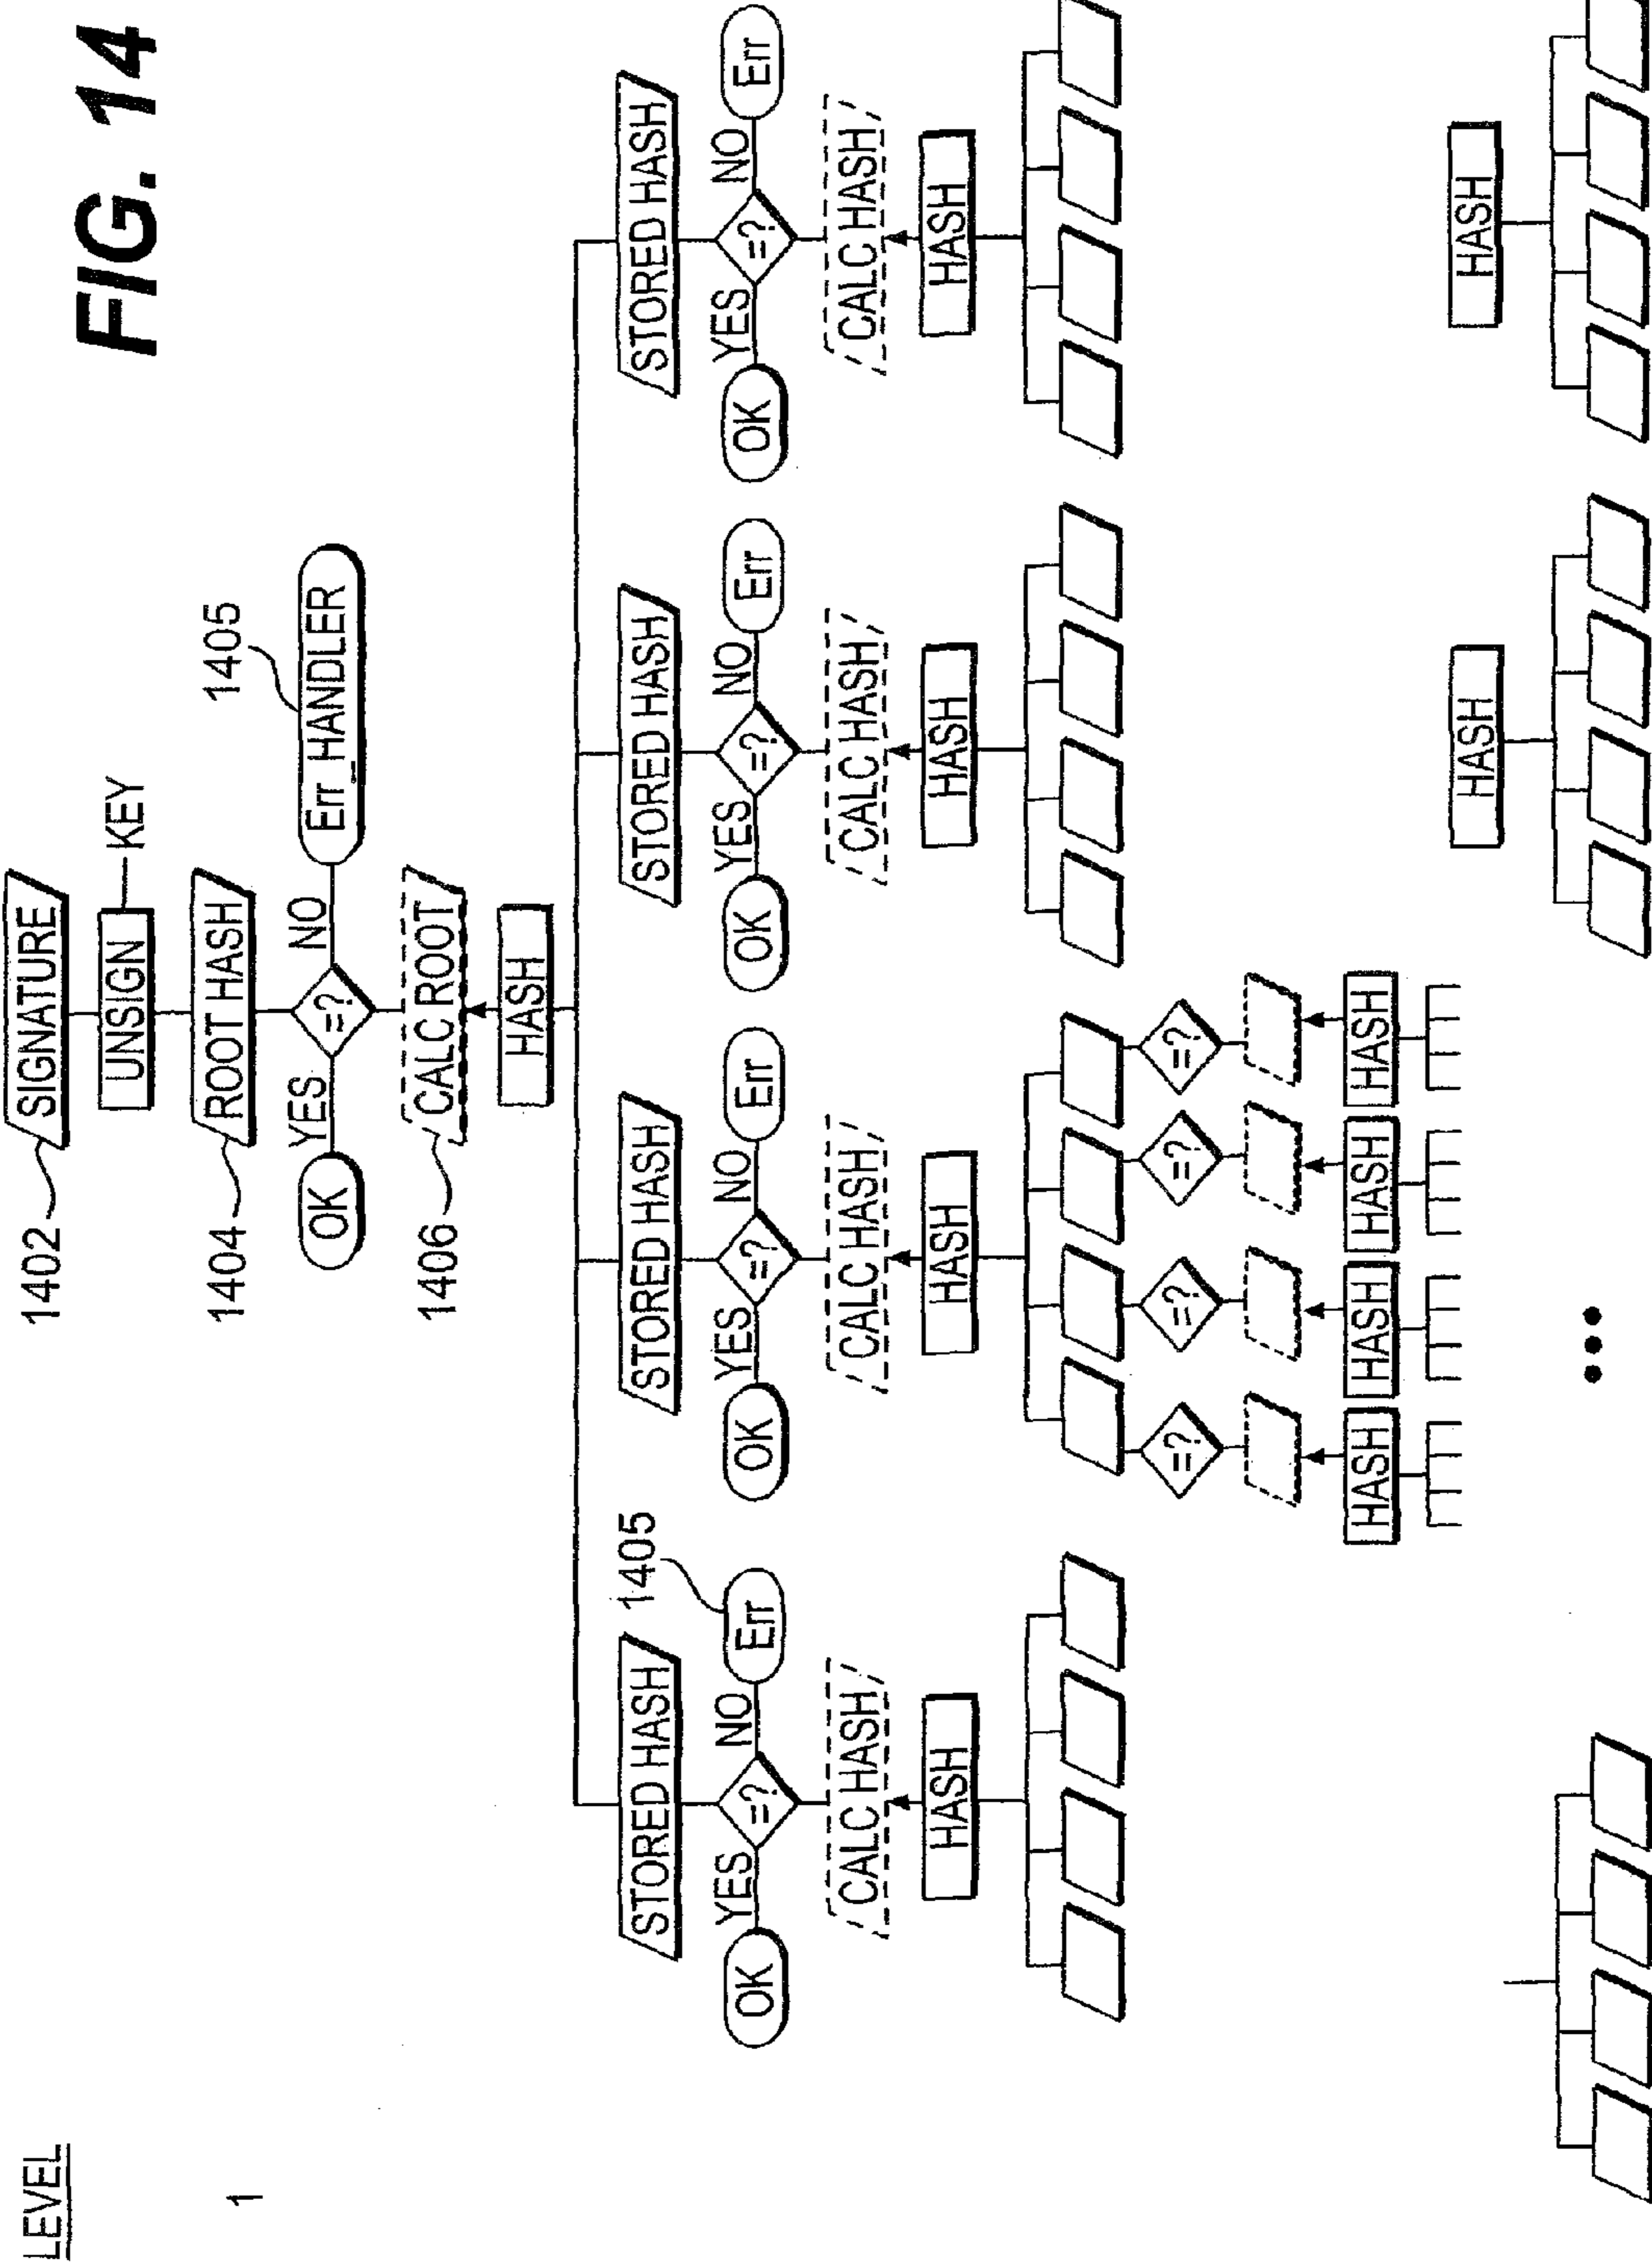 FIG. 14
LEVEL
1
1402
SIGNATURE
UNSIGN
KEY
1404
ROOT HASH
YES
=?
NO
OK
Err_HANDLER
1405
1406
CALC ROOT
HASH
STORED HASH
STORED HASH
STORED HASH
STORED HASH
1405
OK
YES
=?
NO
Err
OK
YES
=?
NO
Err
OK
YES
=?
NO
Err
OK
YES
=?
NO
Err
CALC HASH
CALC HASH
CALC HASH
CALC HASH
HASH
HASH
HASH
HASH
=?
=?
=?
=?
HASH
HASH
HASH
HASH
HASH
HASH
•••